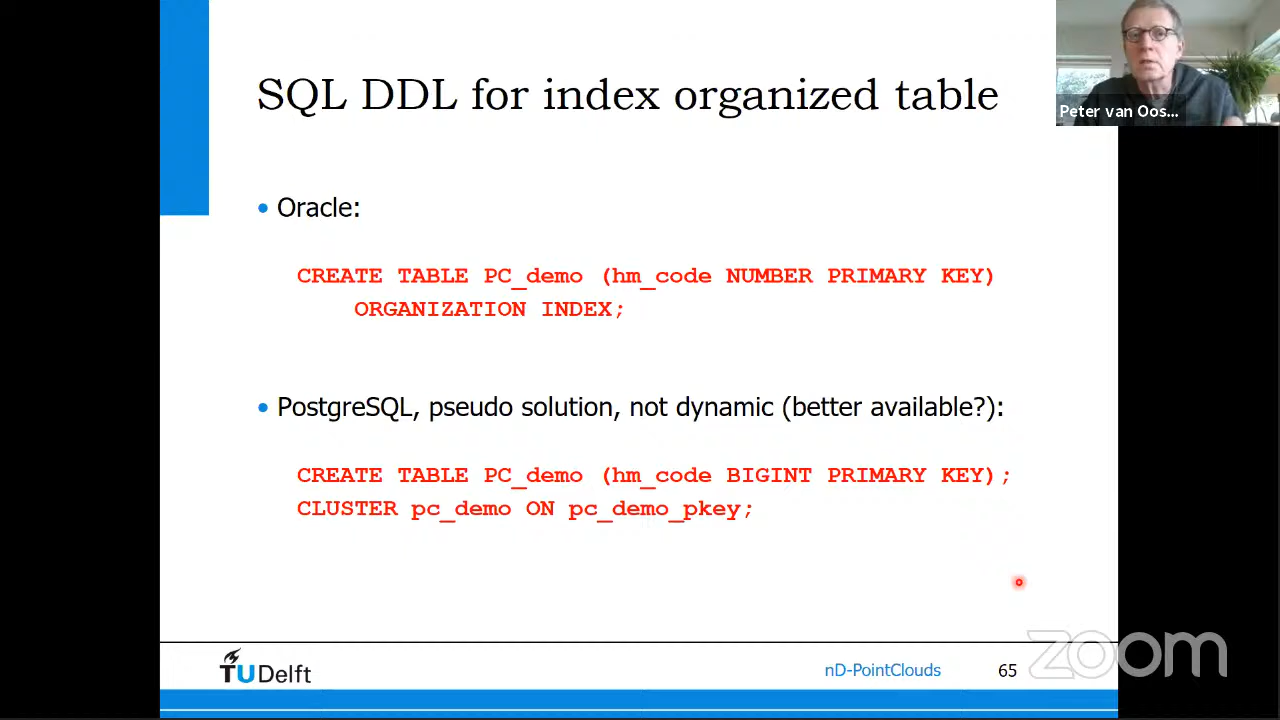 SQL DDL for index organized table
Peter van Oos...
• Oracle:
CREATE TABLE PC_demo (hm_code NUMBER PRIMARY KEY)
ORGANIZATION INDEX;
• PostgreSQL, pseudo solution, not dynamic (better available?):
CREATE TABLE PC_demo (hm_code BIGINT PRIMARY KEY);
CLUSTER pc_demo ON pc_demo_pkey;
TUDelft
nD-PointClouds
65
zoom